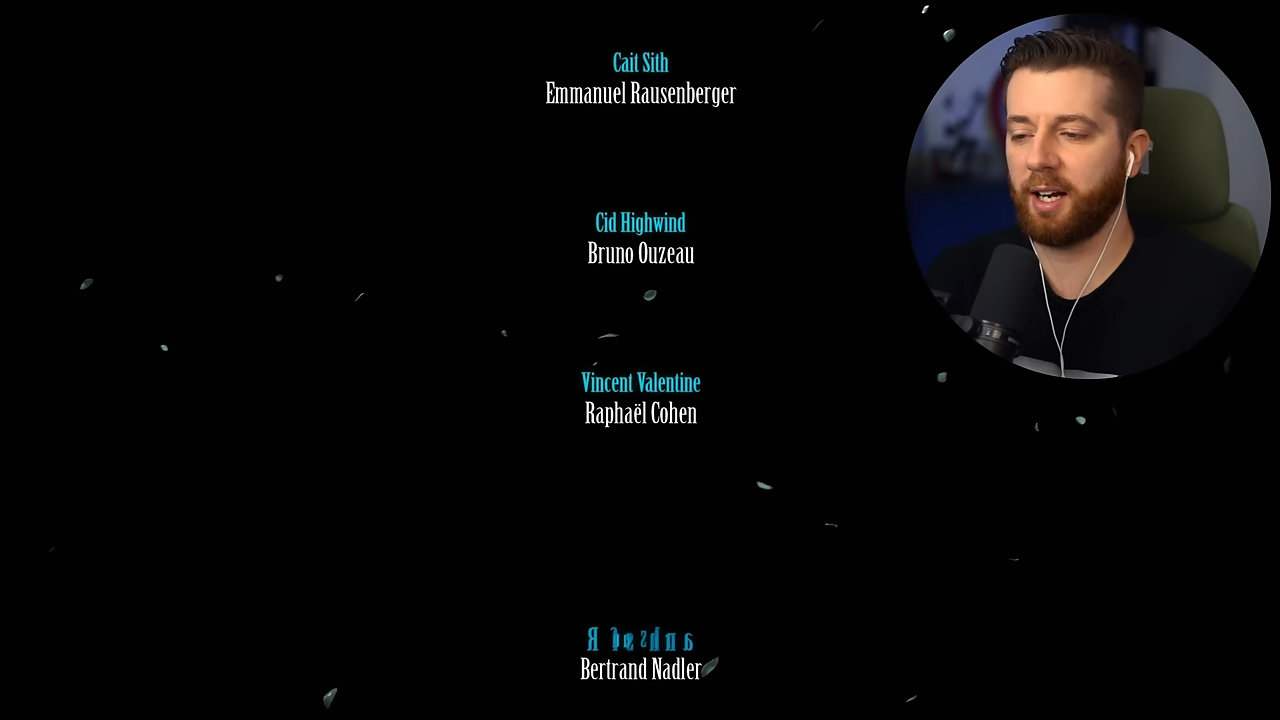 Cait Sith
Emmanuel Rausenberger
Cid Highwind
Bruno Ouzeau
Vincent Valentine
Raphaël Cohen
Bertrand Nadler